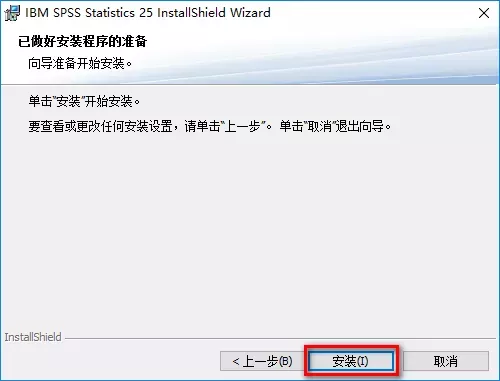 IBM SPSS Statistics 25 InstallShield Wizard
已做好安装程序的准备
向导准备开始安装。
单击“安装”开始安装。
要查看或更改任何安装设置，请单击“上一步”。 单击“取消”退出向导。
InstallShield
< 上一步(B)
安装(I)
取消